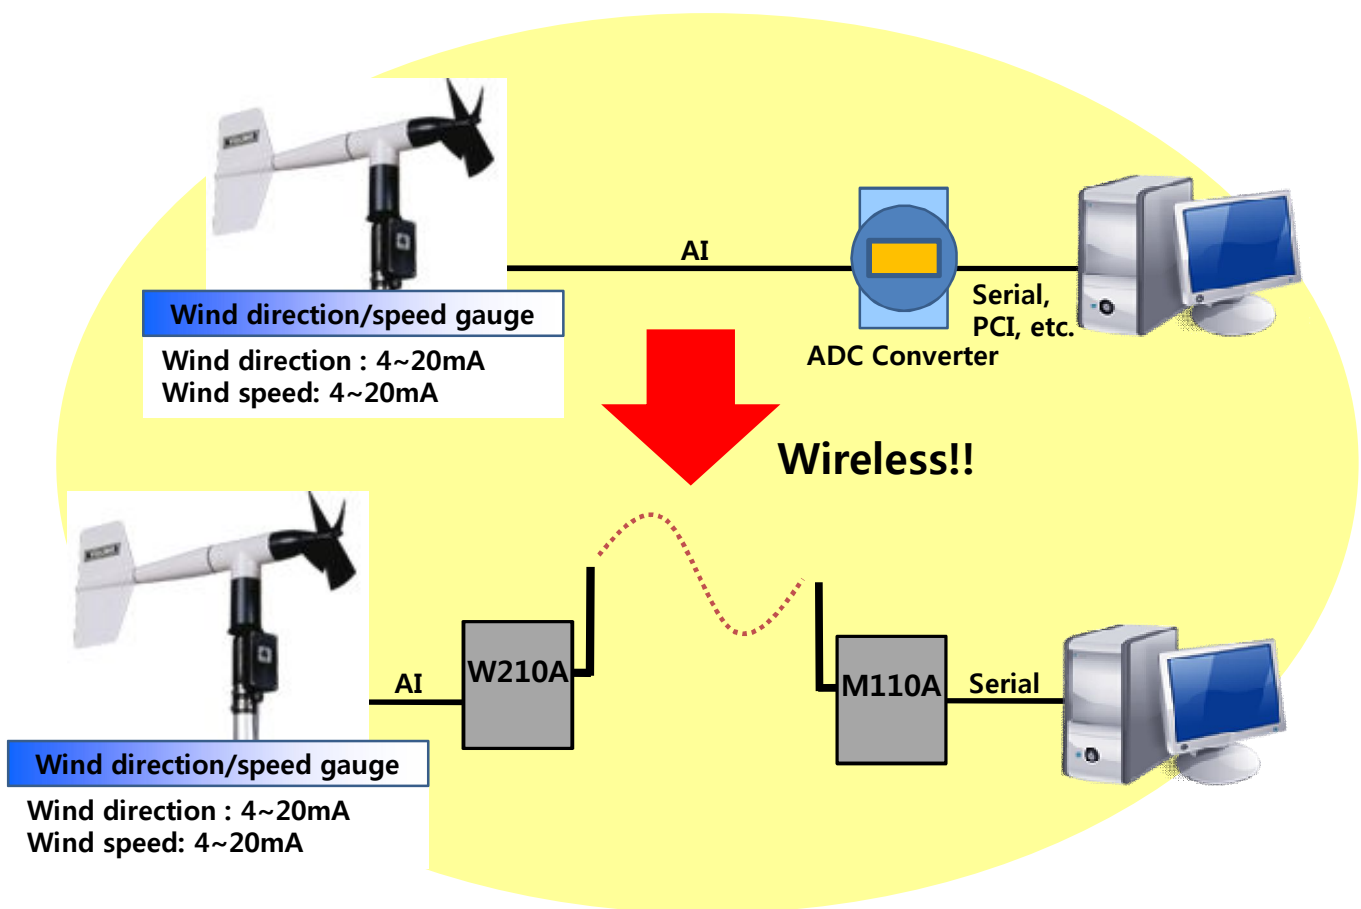 AI
Serial,
PCI, etc.
Wind direction/speed gauge
Wind direction : 4~20mA
Wind speed: 4~20mA
ADC Converter
Wireless!!
W210A
M110A
AI
Serial
Wind direction/speed gauge
Wind direction : 4~20mA
Wind speed: 4~20mA